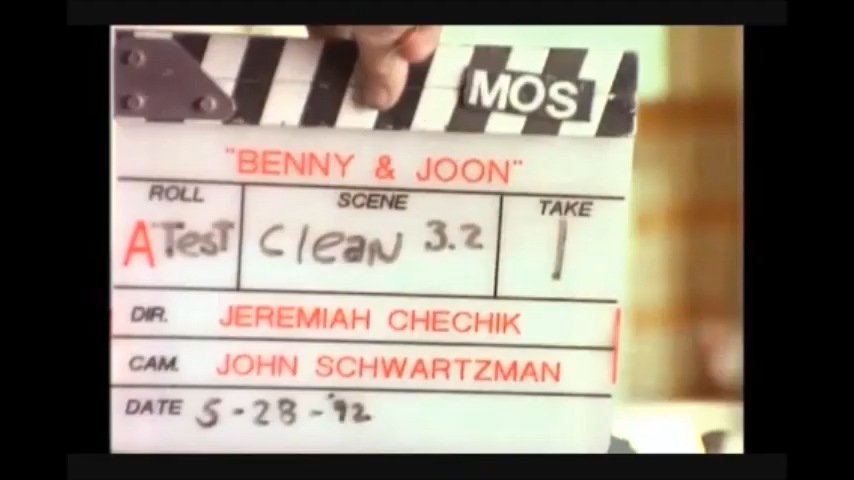 MOS
"BENNY & JOON"
ROLL SCENE TAKE
A Test Clean 3.2 1
DIR. JEREMIAH CHECHIK
CAM. JOHN SCHWARTZMAN
DATE 5-28-'92